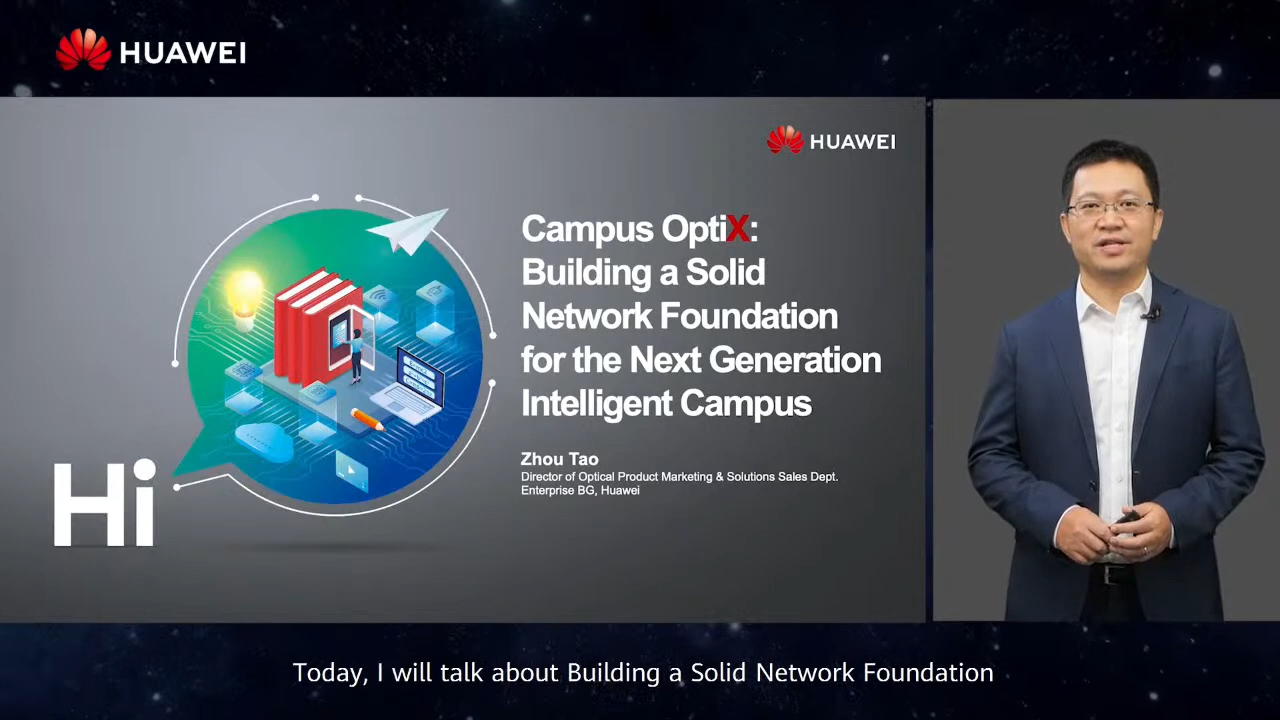 HUAWEI
HUAWEI
Campus OptiX:
Building a Solid
Network Foundation
for the Next Generation
Intelligent Campus
Zhou Tao
Director of Optical Product Marketing & Solutions Sales Dept.
Enterprise BG, Huawei
Hi
Today, I will talk about Building a Solid Network Foundation